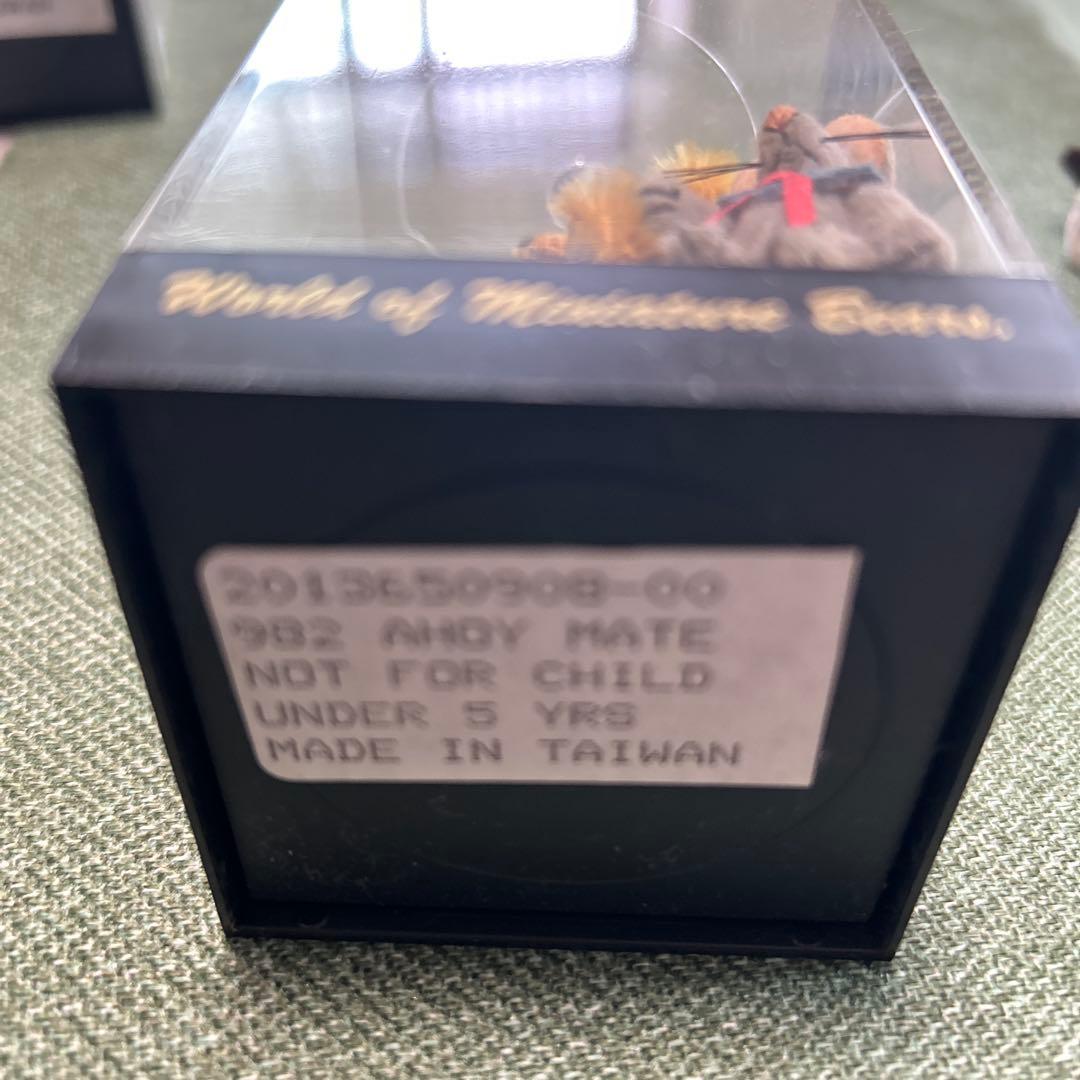 World of Miniature Bears.
2013650908-00
982 AHOY MATE
NOT FOR CHILD
UNDER 5 YRS
MADE IN TAIWAN